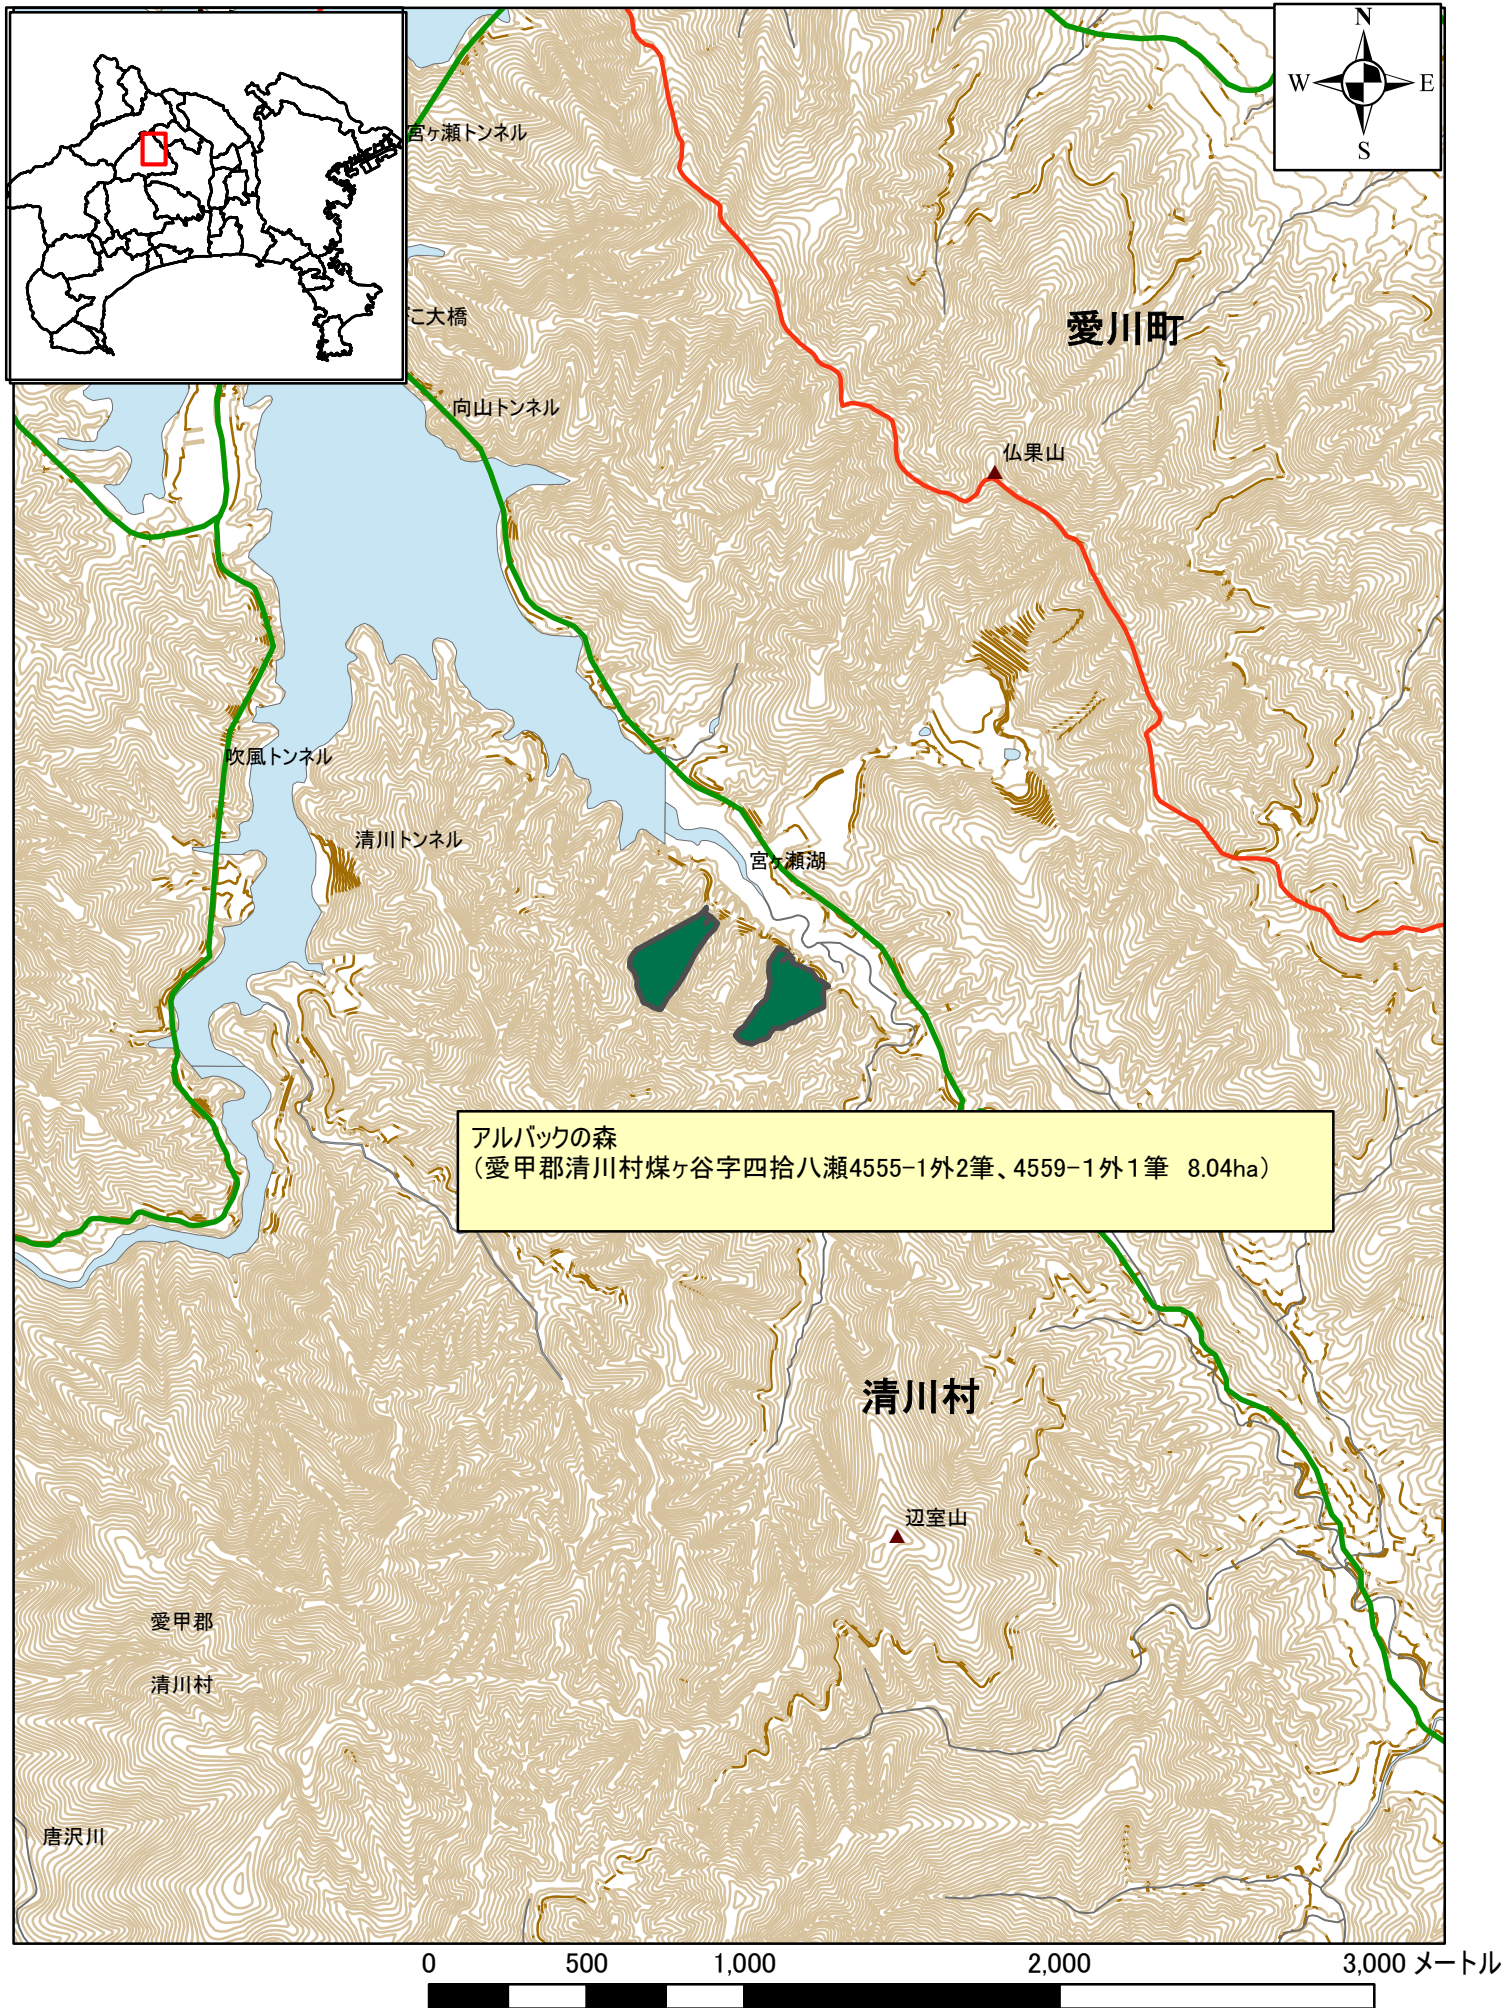 N
W
E
S
宮ヶ瀬トンネル
こ大橋
愛川町
向山トンネル
仏果山
吹風トンネル
清川トンネル
宮ヶ瀬湖
アルバックの森
（愛甲郡清川村煤ヶ谷字四拾八瀬4555-1外2筆、4559-1外1筆 8.04ha）
清川村
辺室山
愛甲郡
清川村
唐沢川
0 500 1,000 2,000 3,000 メートル